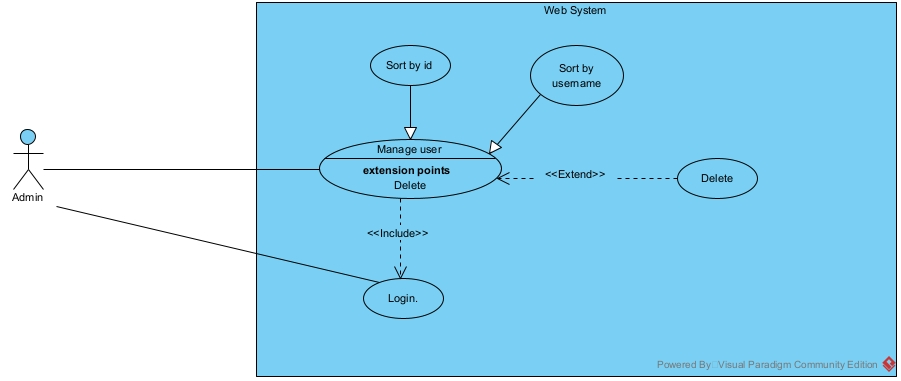 Web System
Sort by id
Sort by
username
Manage user
extension points
Delete
<<Extend>>
Delete
Admin
<<Include>>
Login.
Powered By: Visual Paradigm Community Edition